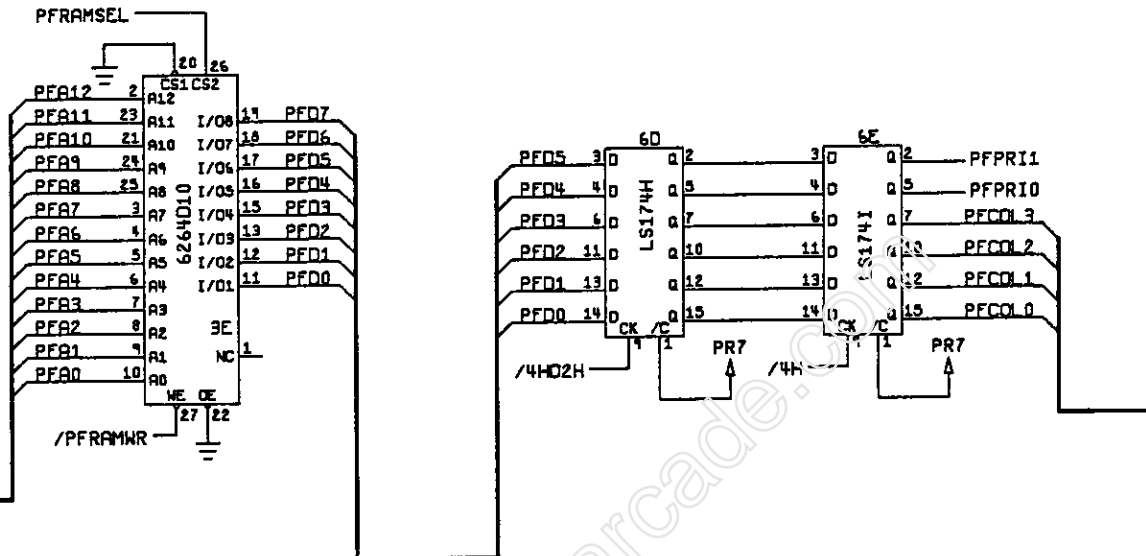 PFRAMSEL
20 26
CS1 CS2
PFA12 2 A12
PFA11 23 A11 I/O8 19 PFD7
PFA10 21 A10 I/O7 18 PFD6
PFA9 24 A9 I/O6 17 PFD5
PFA8 25 A8 I/O5 16 PFD4
PFA7 3 A7 I/O4 15 PFD3
PFA6 4 A6 I/O3 13 PFD2
PFA5 5 A5 I/O2 12 PFD1
PFA4 6 A4 I/O1 11 PFD0
PFA3 7 A3
PFA2 8 A2 3E
PFA1 9 A1 NC 1
PFA0 10 A0
6264D10
WE OE
27 22
/PFRAMWR
6D
PFD5 3 D Q 2
PFD4 4 D Q 5
PFD3 6 D Q 7
PFD2 11 D Q 10
PFD1 13 D Q 12
PFD0 14 D Q 15
LS174H
CK /C
9 1
/4HD2H
PR7
6E
3 D Q 2 PFPRI1
4 D Q 5 PFPRI0
6 D Q 7 PFCOL3
11 D Q 10 PFCOL2
13 D Q 12 PFCOL1
14 D Q 15 PFCOL0
LS174I
CK /C
9 1
/4H
PR7
arcade.com